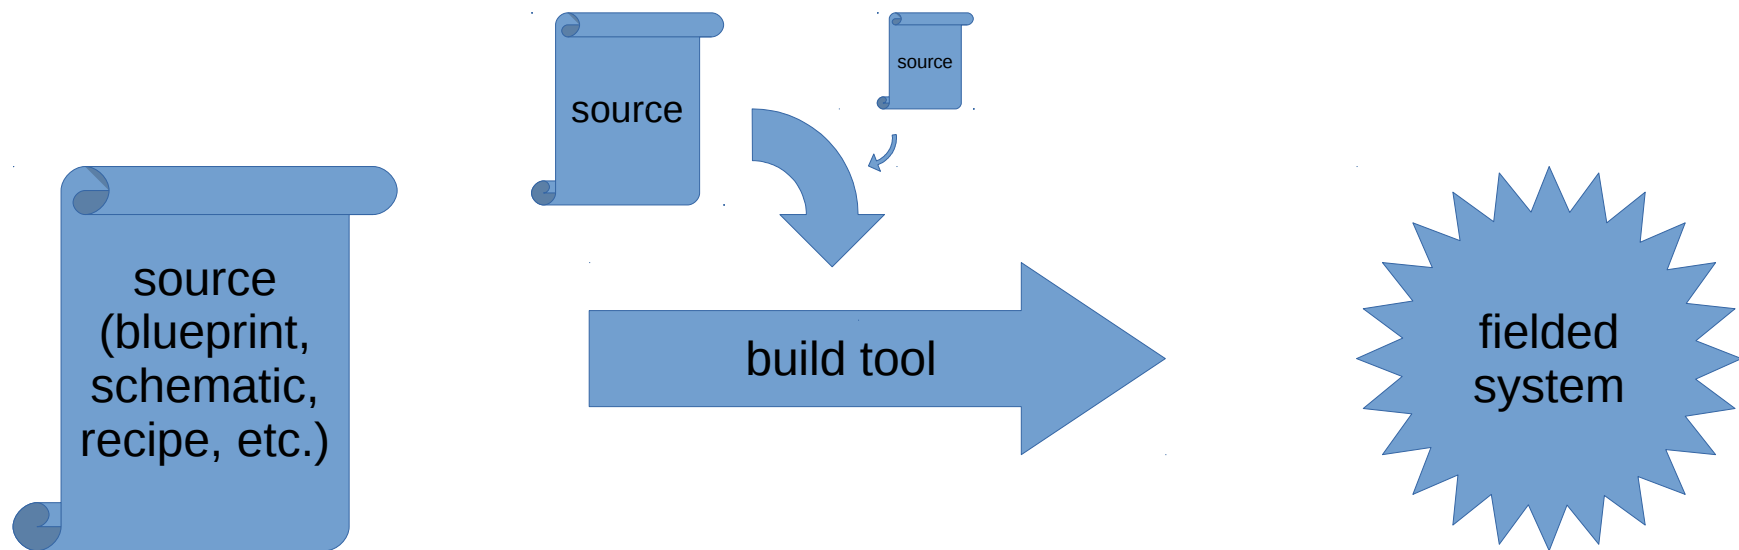 source
source
source
(blueprint,
schematic,
recipe, etc.)
build tool
fielded
system